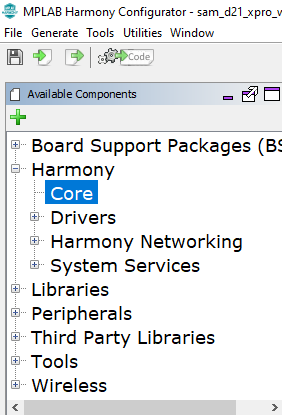 MPLAB Harmony Configurator - sam_d21_xpro_
File Generate Tools Utilities Window
Code
Available Components
Board Support Packages (BS
Harmony
Core
Drivers
Harmony Networking
System Services
Libraries
Peripherals
Third Party Libraries
Tools
Wireless